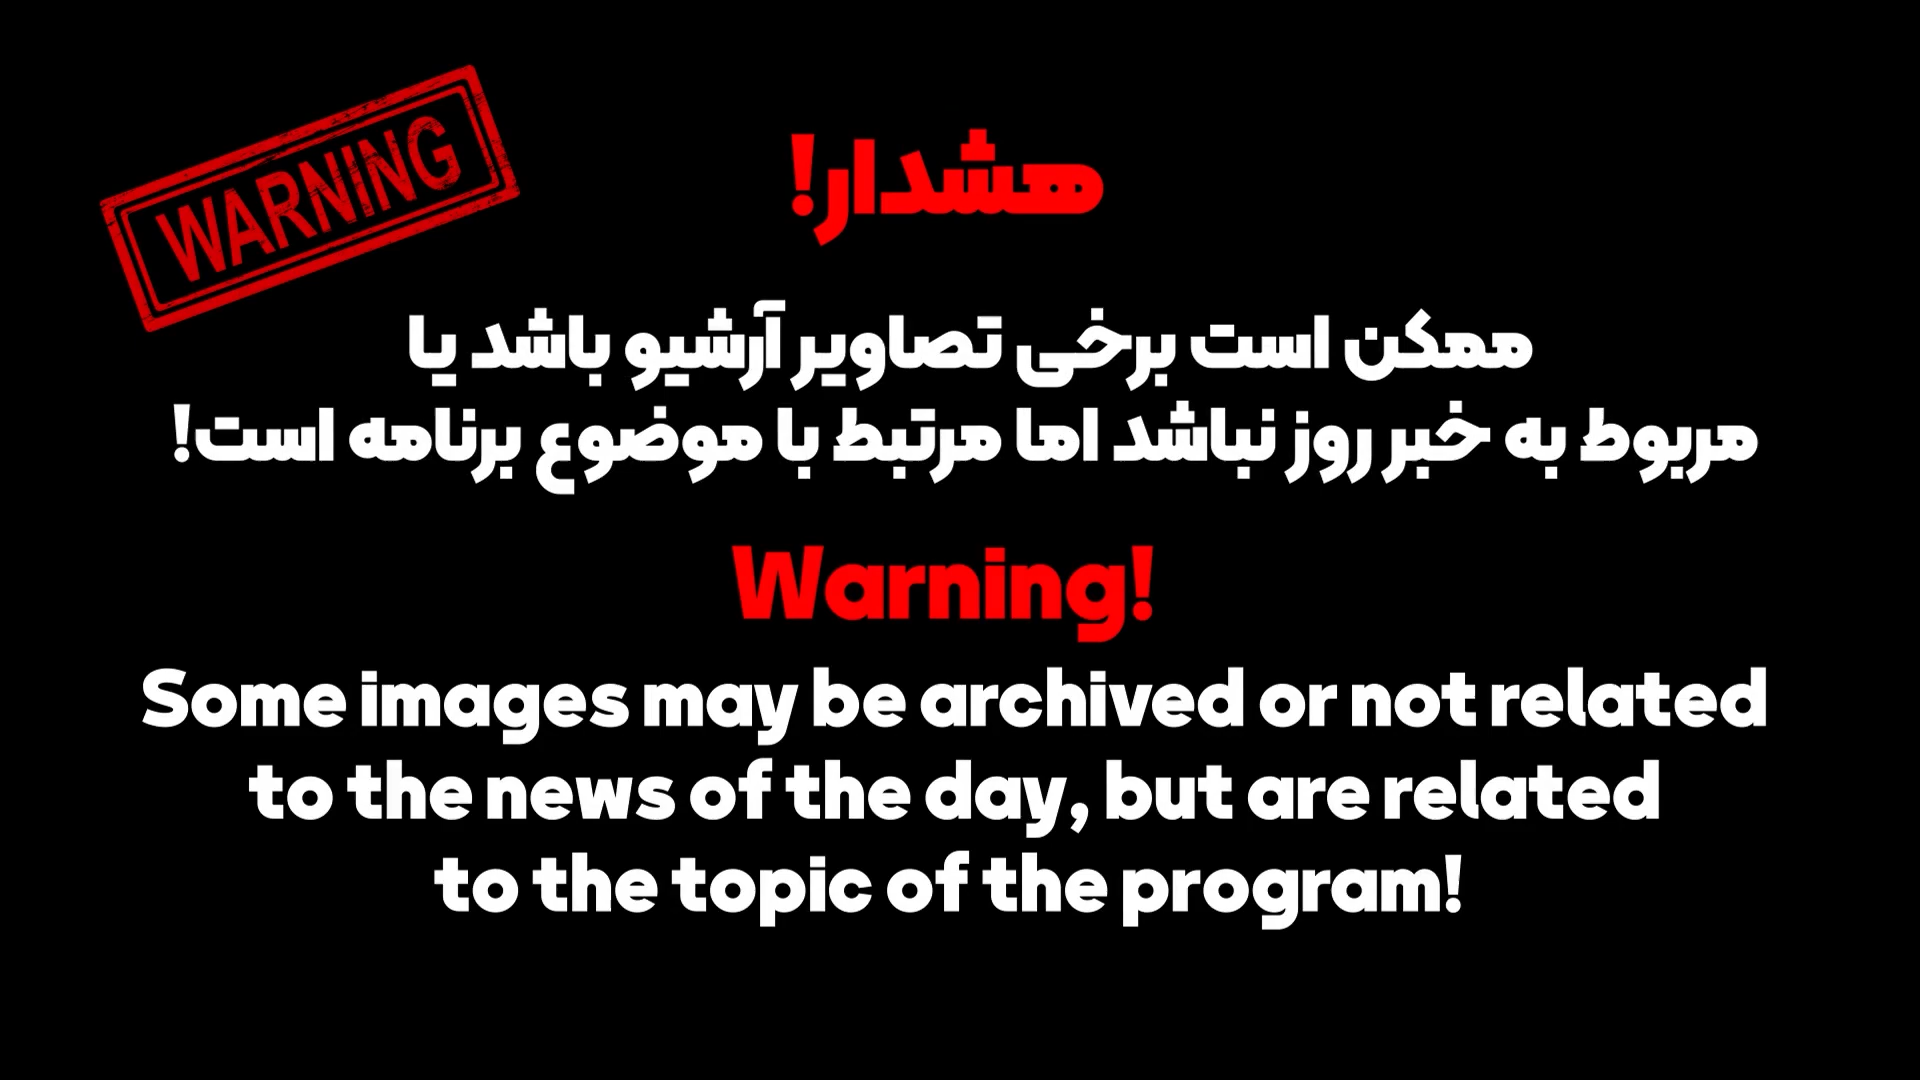 WARNING
هشدار!
ممکن است برخی تصاویر آرشیو باشد یا
مربوط به خبر روز نباشد اما مرتبط با موضوع برنامه است!
Warning!
Some images may be archived or not related
to the news of the day, but are related
to the topic of the program!